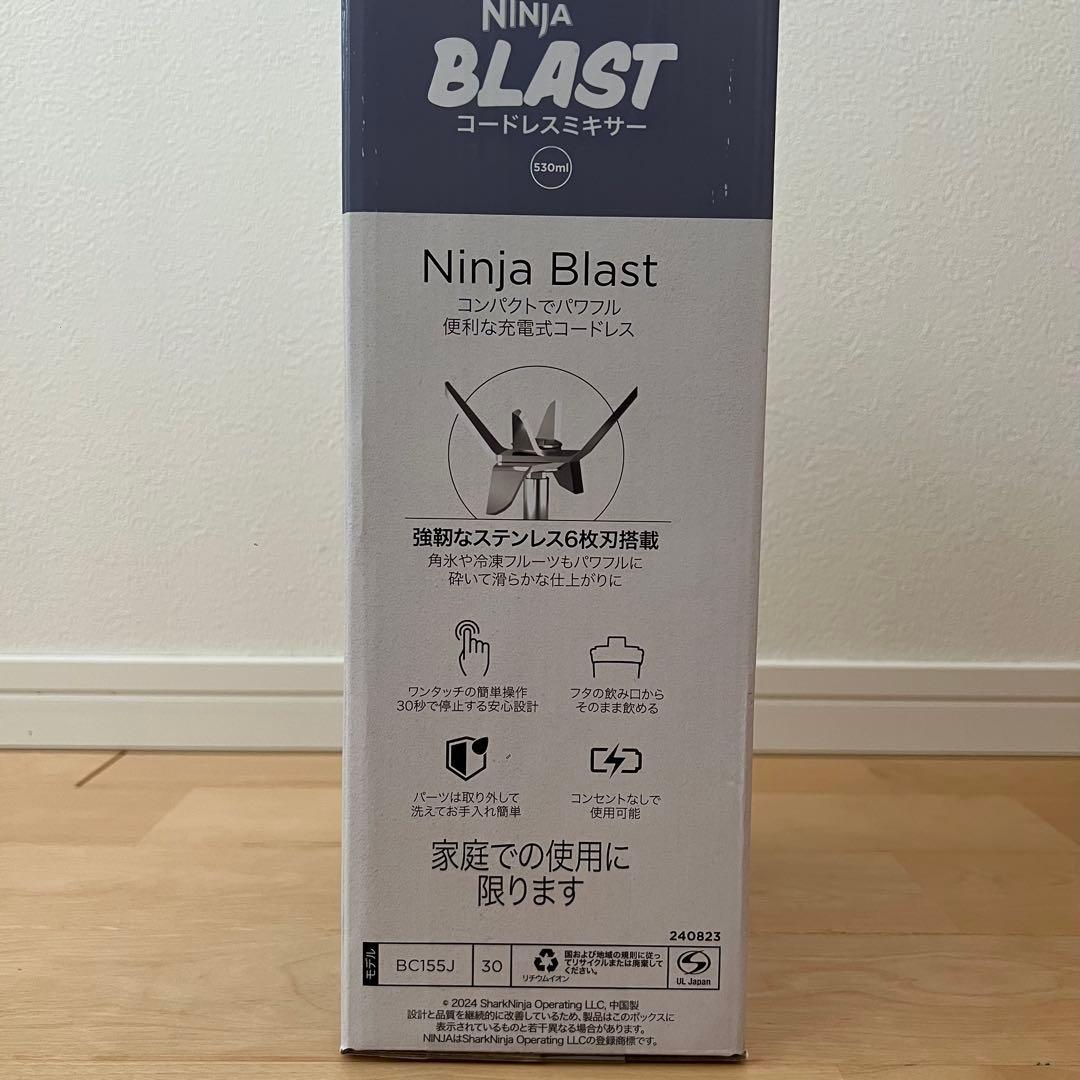 NINJA
BLAST
コードレスミキサー
530ml
Ninja Blast
コンパクトでパワフル
便利な充電式コードレス
強靭なステンレス6枚刃搭載
角氷や冷凍フルーツもパワフルに
砕いて滑らかな仕上がりに
ワンタッチの簡単操作
30秒で停止する安心設計
フタの飲み口から
そのまま飲める
パーツは取り外して
洗えてお手入れ簡単
コンセントなしで
使用可能
家庭での使用に
限ります
240823
モデル
BC155J
30
リチウムイオン
国および地域の規則に従っ
てリサイクルまたは廃棄して
ください。
UL Japan
© 2024 SharkNinja Operating LLC, 中国製
設計と品質を継続的に改善しているため、製品はこのボックスに
表示されているものと若干異なる場合があります。
NINJAはSharkNinja Operating LLCの登録商標です。